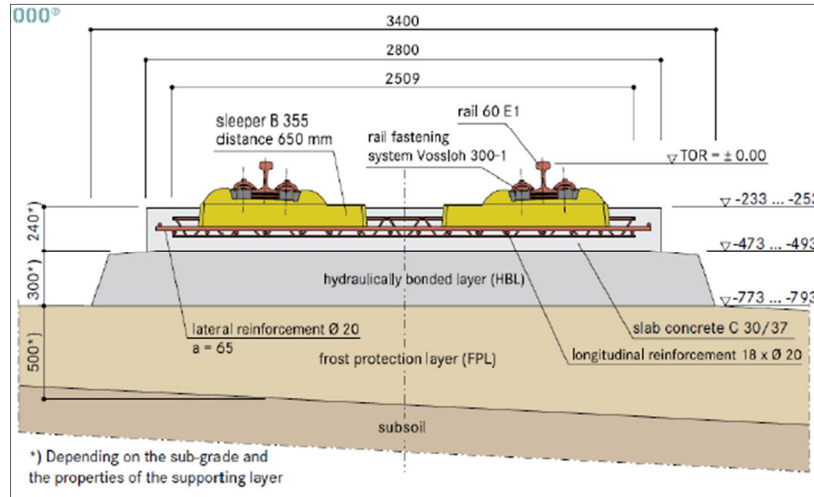 000®
3400
2800
2509
sleeper B 355
distance 650 mm
rail 60 E1
rail fastening
system Vossloh 300-1
TOR = ± 0.00
-233 ... -253
240*)
-473 ... -493
hydraulically bonded layer (HBL)
300*)
-773 ... -793
lateral reinforcement Ø 20
a = 65
slab concrete C 30/37
longitudinal reinforcement 18 x Ø 20
frost protection layer (FPL)
500*)
subsoil
*) Depending on the sub-grade and
the properties of the supporting layer